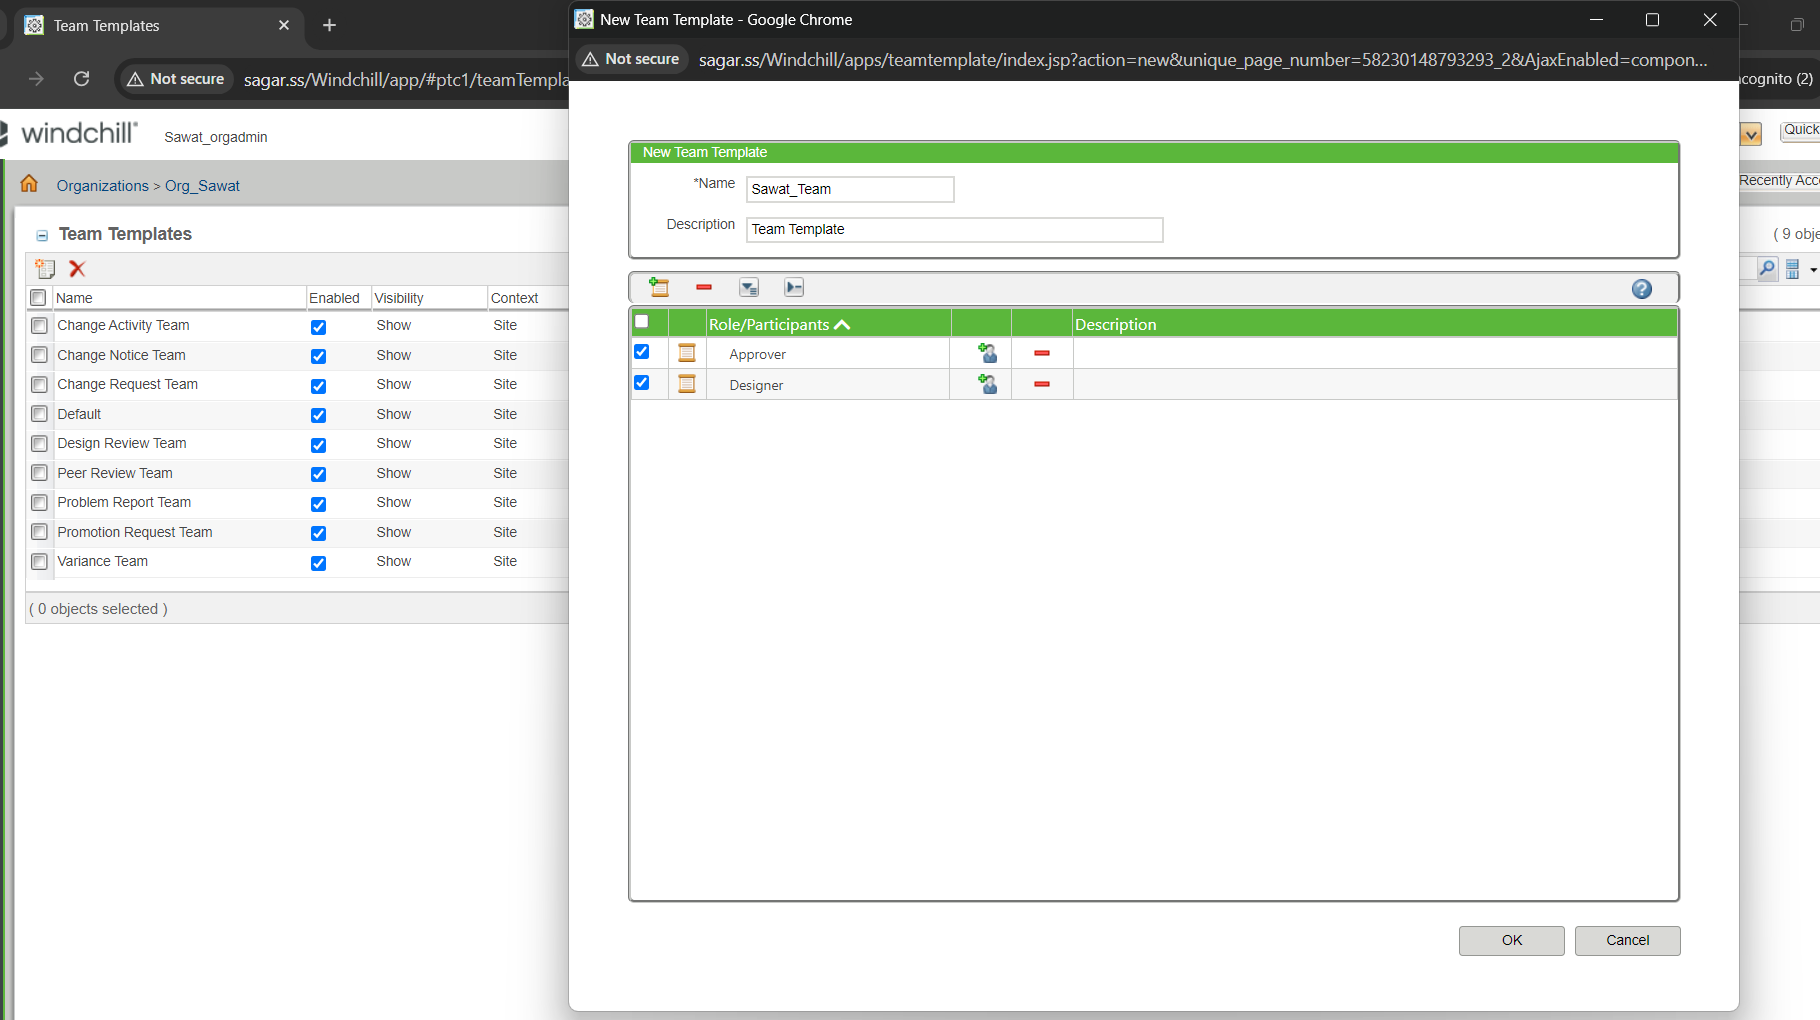 Team Templates
New Team Template - Google Chrome
Not secure
sagar.ss/Windchill/app/#ptc1/teamTempla
Not secure
sagar.ss/Windchill/apps/teamtemplate/index.jsp?action=new&unique_page_number=58230148793293_2&AjaxEnabled=compon...
cognito (2)
windchill
Sawat_orgadmin
Quick
Organizations > Org_Sawat
Recently Acc
Team Templates
( 9 obje
Name Enabled Visibility Context
Change Activity Team Show Site
Change Notice Team Show Site
Change Request Team Show Site
Default Show Site
Design Review Team Show Site
Peer Review Team Show Site
Problem Report Team Show Site
Promotion Request Team Show Site
Variance Team Show Site
( 0 objects selected )
New Team Template
*Name Sawat_Team
Description Team Template
Role/Participants Description
Approver
Designer
OK Cancel